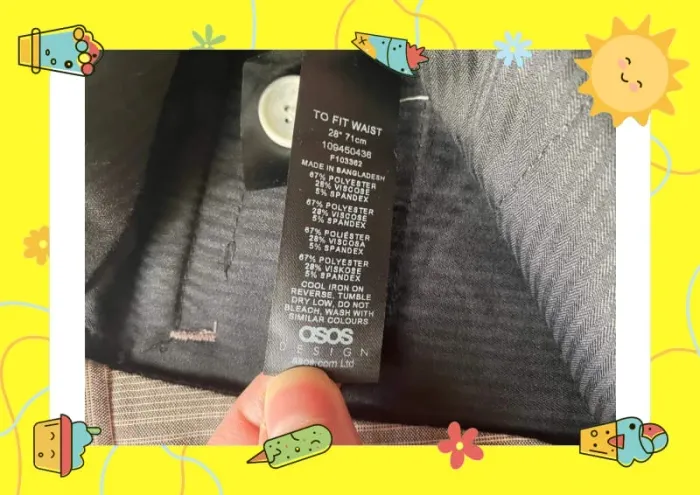 TO FIT WAIST
28" 71cm
109450438
F103362
MADE IN BANGLADESH
67% POLYESTER
28% VISCOSE
5% SPANDEX
67% POLYESTER
28% VISCOSE
5% SPANDEX
67% POLIÉSTER
28% VISCOSA
5% SPANDEX
67% POLYESTER
28% VISKOSE
5% SPANDEX
COOL IRON ON
REVERSE, TUMBLE
DRY LOW, DO NOT
BLEACH, WASH WITH
SIMILAR COLOURS
asos
DESIGN
asos.com Ltd